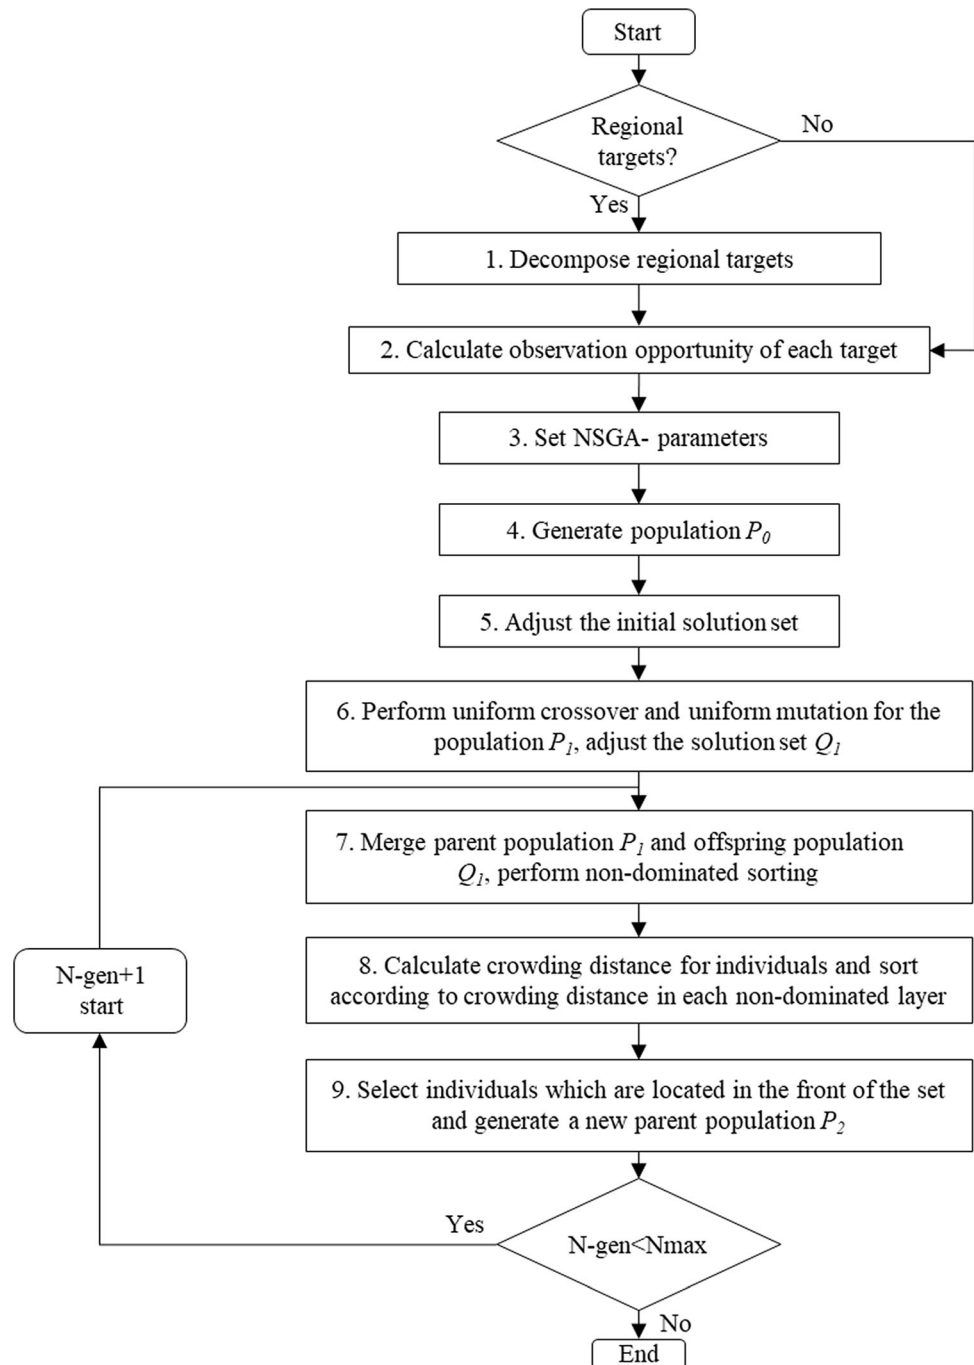 Start
Regional
targets?
No
Yes
1. Decompose regional targets
2. Calculate observation opportunity of each target
3. Set NSGA- parameters
4. Generate population P0
5. Adjust the initial solution set
6. Perform uniform crossover and uniform mutation for the
population P1, adjust the solution set Q1
7. Merge parent population P1 and offspring population
Q1, perform non-dominated sorting
N-gen+1
start
8. Calculate crowding distance for individuals and sort
according to crowding distance in each non-dominated layer
9. Select individuals which are located in the front of the set
and generate a new parent population P2
Yes
N-gen<Nmax
No
End